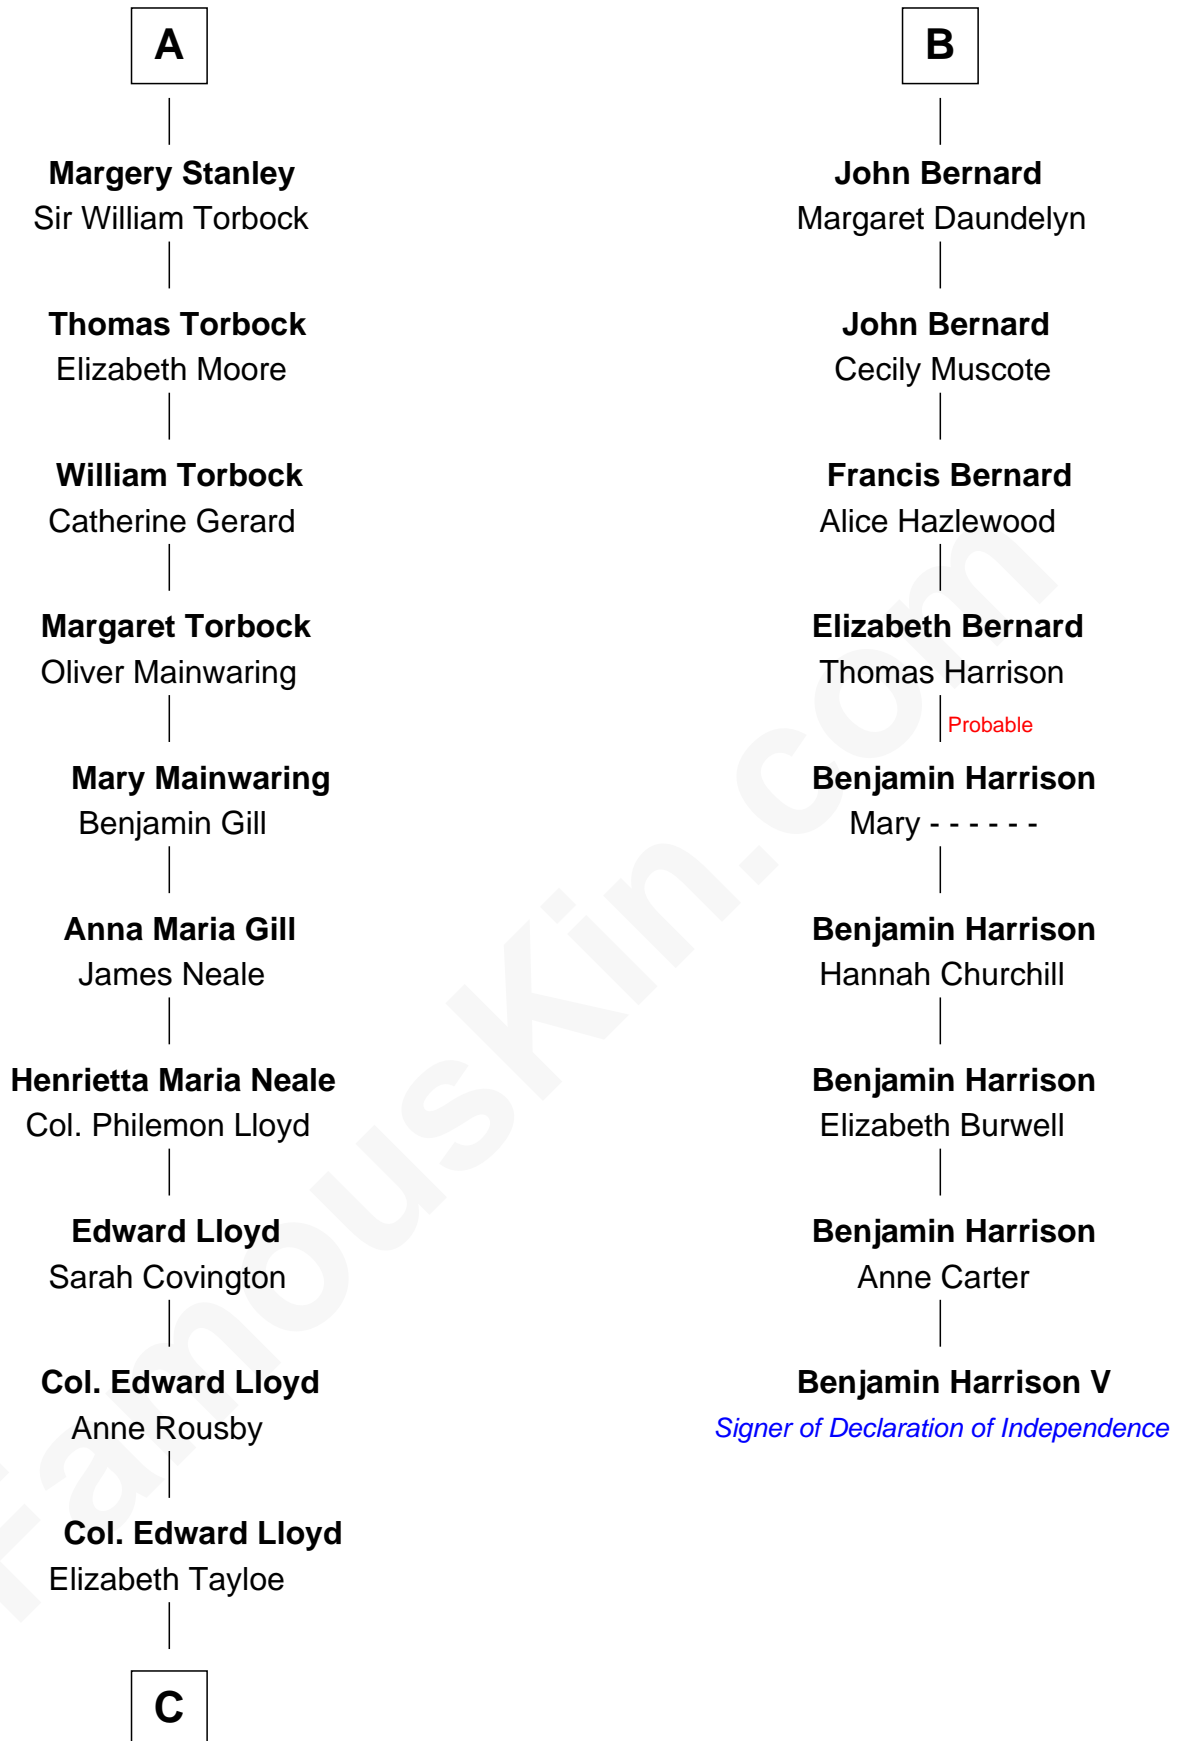 A
Margery Stanley
Sir William Torbock
Thomas Torbock
Elizabeth Moore
William Torbock
Catherine Gerard
Margaret Torbock
Oliver Mainwaring
Mary Mainwaring
Benjamin Gill
Anna Maria Gill
James Neale
Henrietta Maria Neale
Col. Philemon Lloyd
Edward Lloyd
Sarah Covington
Col. Edward Lloyd
Anne Rousby
Col. Edward Lloyd
Elizabeth Tayloe
C
B
John Bernard
Margaret Daundelyn
John Bernard
Cecily Muscote
Francis Bernard
Alice Hazlewood
Elizabeth Bernard
Thomas Harrison
Probable
Benjamin Harrison
Mary - - - - - -
Benjamin Harrison
Hannah Churchill
Benjamin Harrison
Elizabeth Burwell
Benjamin Harrison
Anne Carter
Benjamin Harrison V
Signer of Declaration of Independence
FamousKin.com